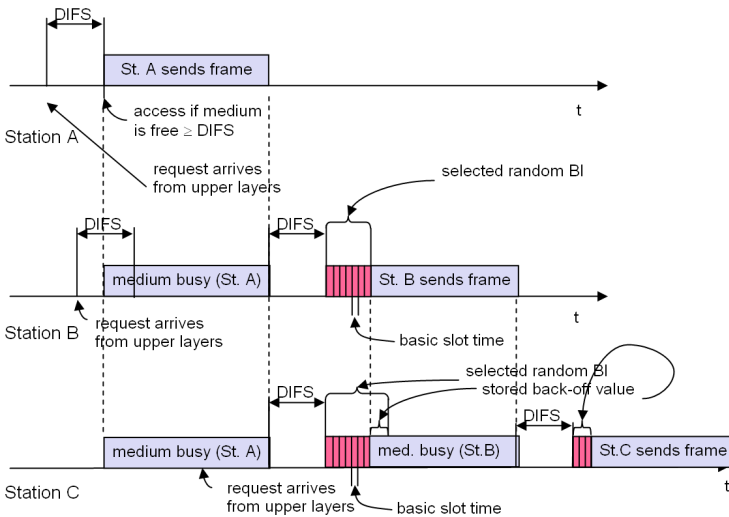 DIFS
St. A sends frame
t
access if medium
is free ≥ DIFS
Station A
request arrives
from upper layers
selected random BI
DIFS
DIFS
medium busy (St. A)
St. B sends frame
t
request arrives
from upper layers
Station B
basic slot time
selected random BI
stored back-off value
DIFS
DIFS
medium busy (St. A)
med. busy (St.B)
St.C sends frame
t
Station C
request arrives
from upper layers
basic slot time